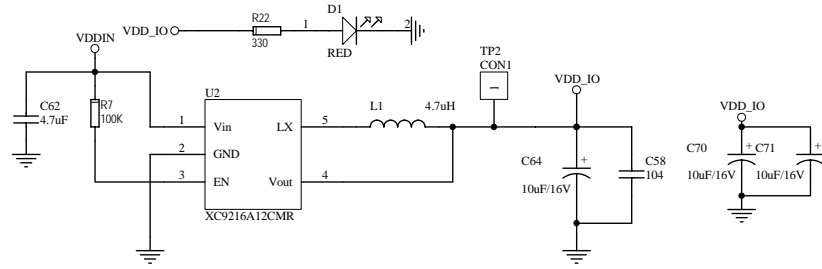 VDD_IO
R22
330
1
D1
RED
2
VDDIN
C62
4.7uF
R7
100K
U2
1
Vin
2
GND
3
EN
LX
5
Vout
4
XC9216A12CMR
L1
4.7uH
TP2
CON1
1
VDD_IO
C64
+
10uF/16V
C58
104
VDD_IO
C70
+
10uF/16V
C71
+
10uF/16V